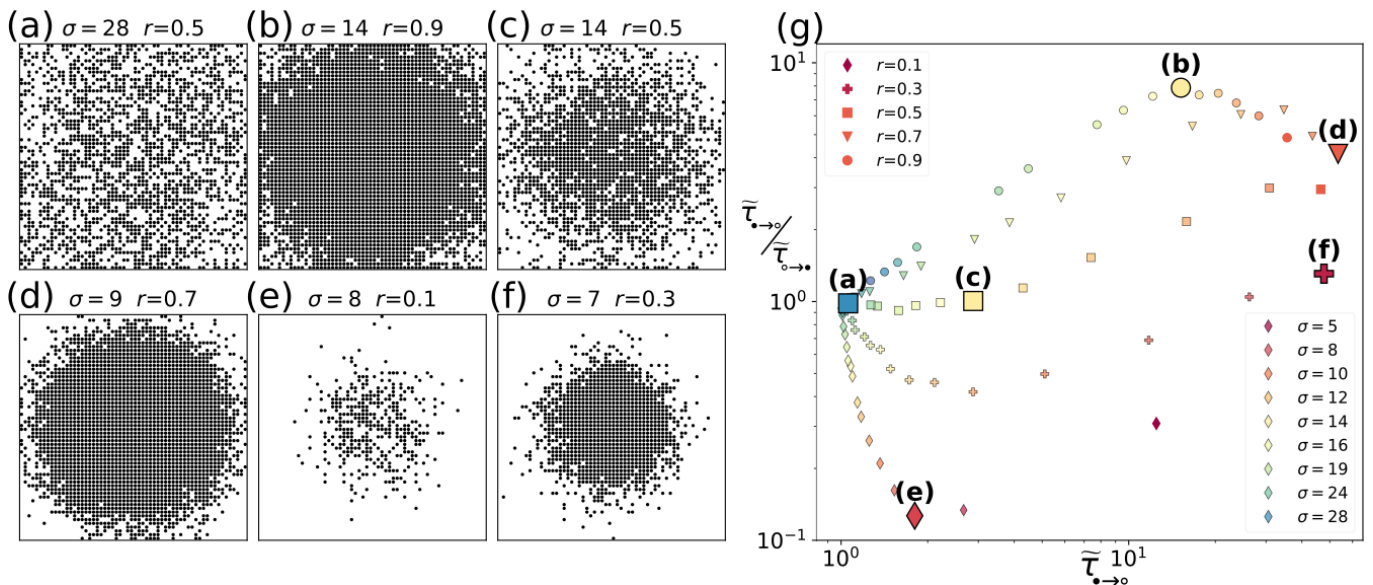 (a) σ = 28 r=0.5
(b) σ = 14 r=0.9
(c) σ = 14 r=0.5
(d) σ = 9 r=0.7
(e) σ = 8 r=0.1
(f) σ = 7 r=0.3
(g)
10¹
10⁰
10⁻¹
τ̃●→○/τ̃○→●
r=0.1
r=0.3
r=0.5
r=0.7
r=0.9
(b)
(d)
(f)
(a)
(c)
(e)
σ = 5
σ = 8
σ = 10
σ = 12
σ = 14
σ = 16
σ = 19
σ = 24
σ = 28
10⁰
10¹
τ̃●→○